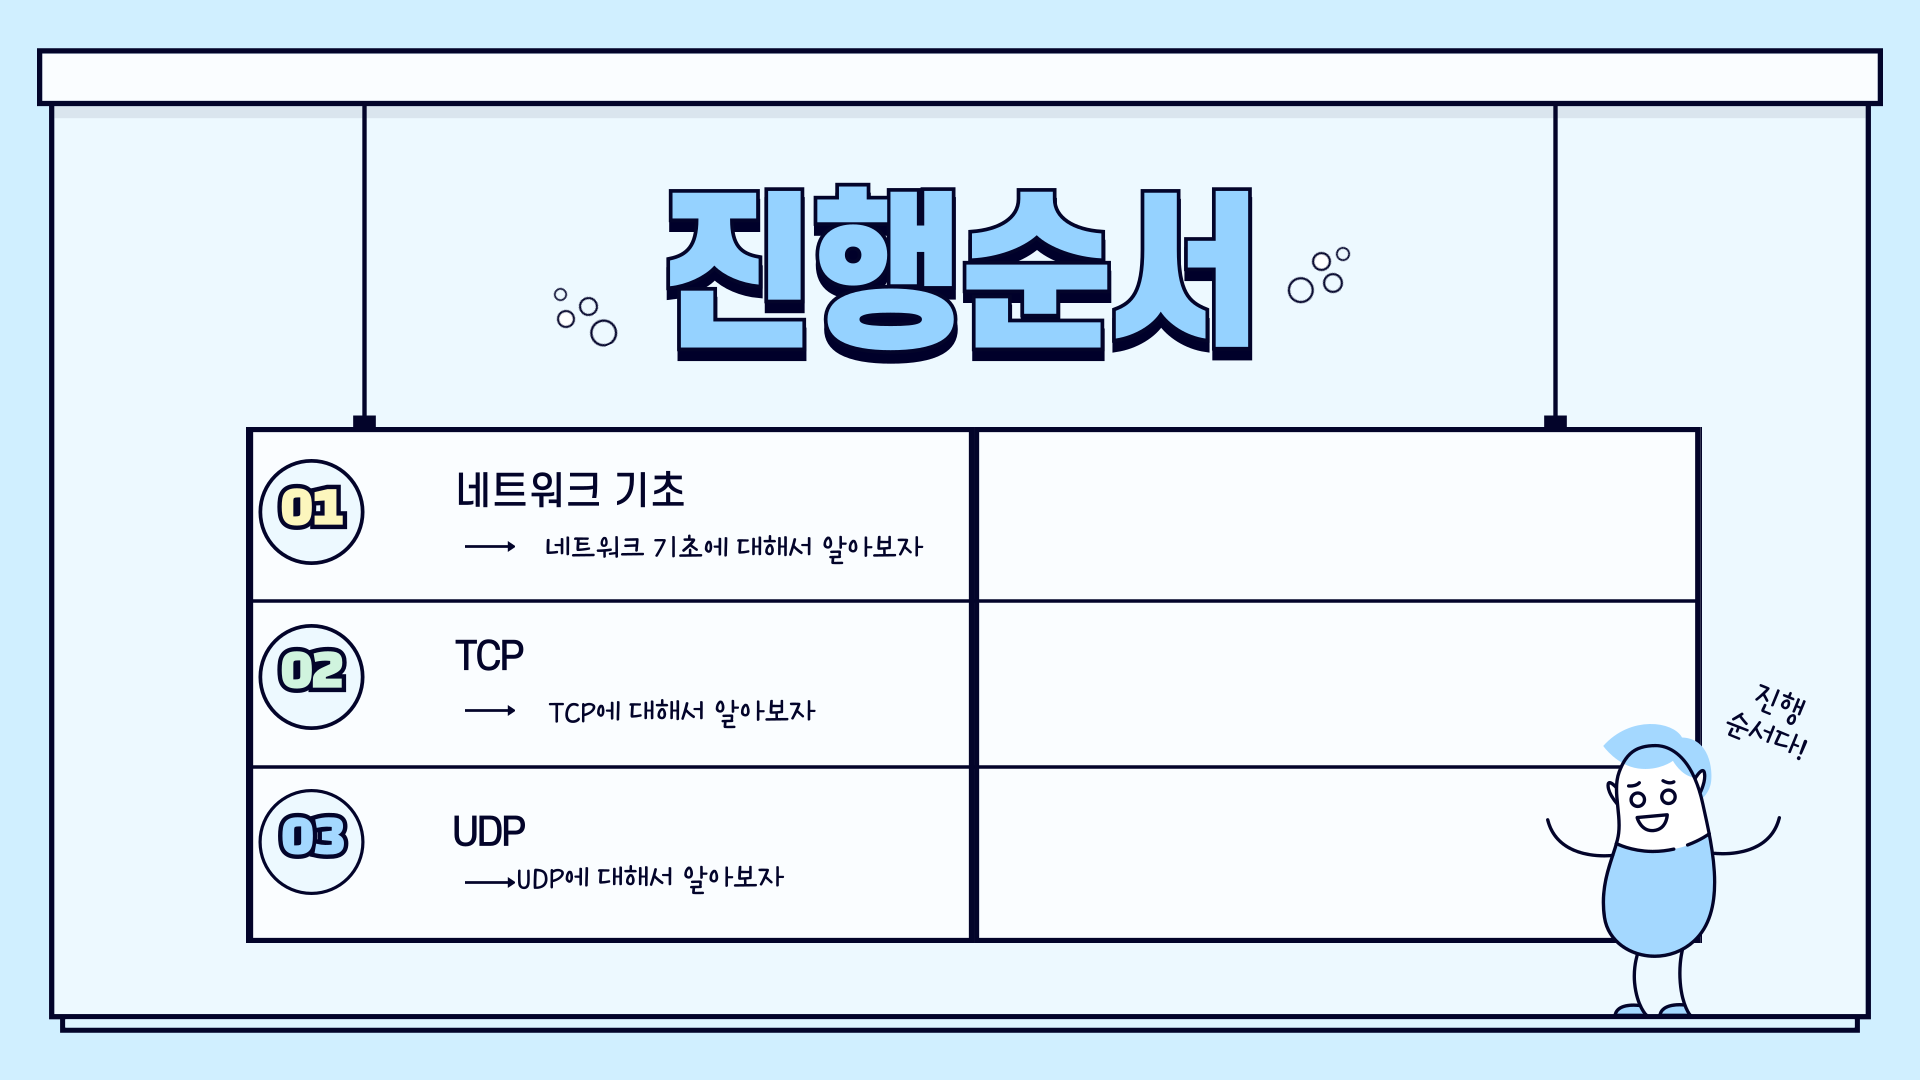 진행순서
01
네트워크 기초
네트워크 기초에 대해서 알아보자
02
TCP
TCP에 대해서 알아보자
03
UDP
UDP에 대해서 알아보자
진행
순서다!